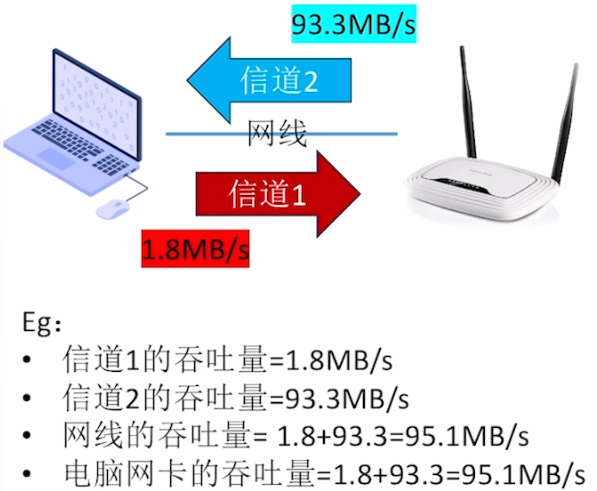 93.3MB/s
信道2
网线
信道1
1.8MB/s
Eg：
• 信道1的吞吐量=1.8MB/s
• 信道2的吞吐量=93.3MB/s
• 网线的吞吐量= 1.8+93.3=95.1MB/s
• 电脑网卡的吞吐量=1.8+93.3=95.1MB/s